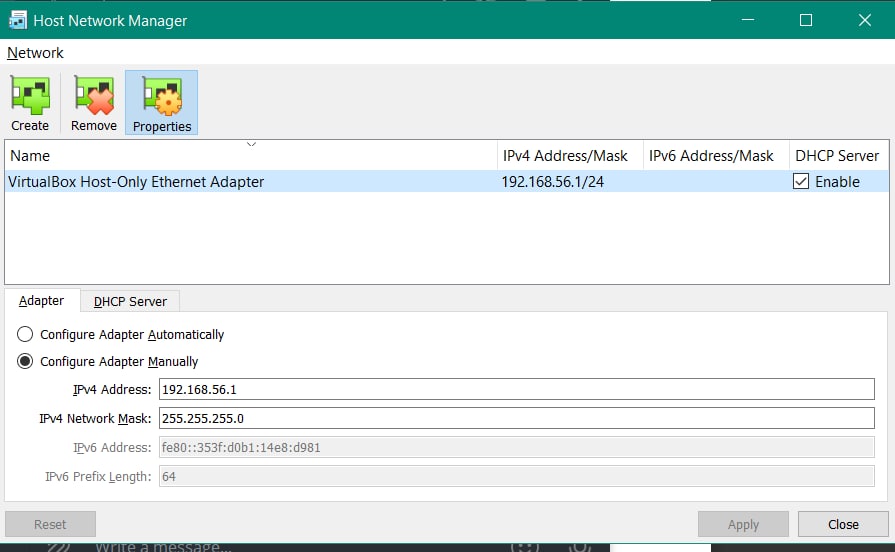 Host Network Manager
Network
Create Remove Properties
Name IPv4 Address/Mask IPv6 Address/Mask DHCP Server
VirtualBox Host-Only Ethernet Adapter 192.168.56.1/24 Enable
Adapter DHCP Server
Configure Adapter Automatically
Configure Adapter Manually
IPv4 Address: 192.168.56.1
IPv4 Network Mask: 255.255.255.0
IPv6 Address: fe80::353f:d0b1:14e8:d981
IPv6 Prefix Length: 64
Reset Apply Close
Write a message...